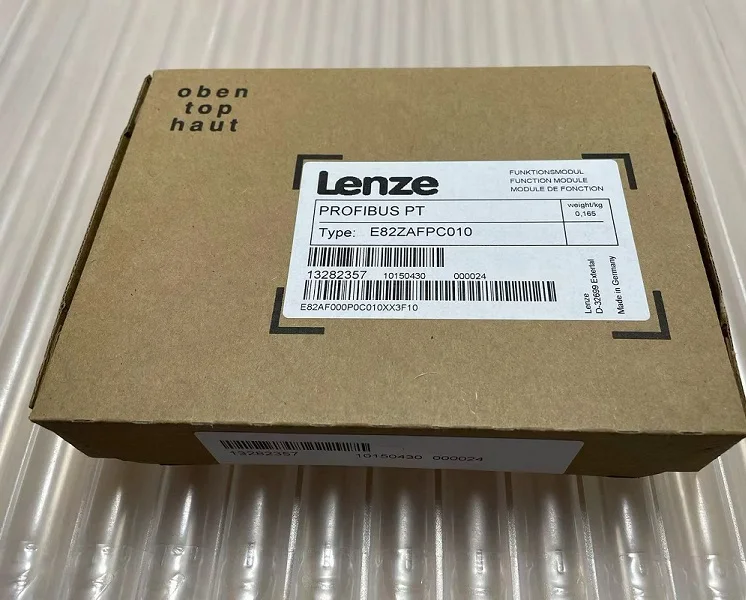 oben
top
haut
Lenze
FUNKTIONSMODUL
FUNCTION MODULE
MODULE DE FONCTION
PROFIBUS PT
weight/kg
0,165
Type: E82ZAFPC010
13282357 10150430 000024
E82AF000P0C010XX3F10
Lenze
D-32699 Extertal
Made in Germany
13282357 10150430 000024